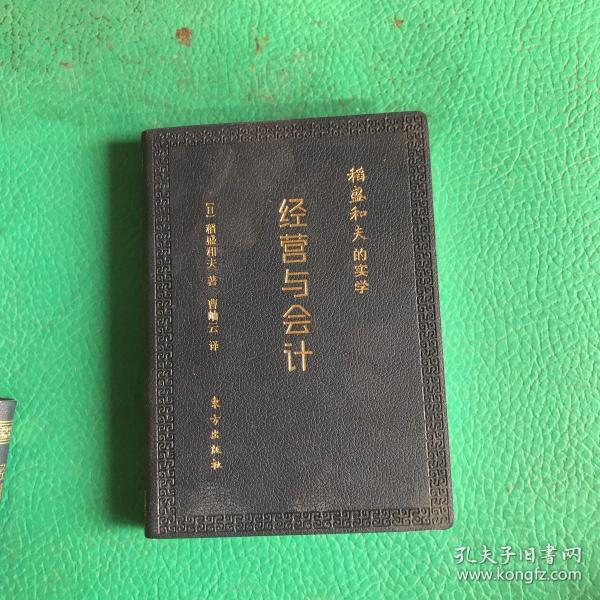 稻盛和夫的实学
经营与会计
[日] 稻盛和夫 著 曹岫云 译
东方出版社
孔夫子旧书网
www.kongfz.com